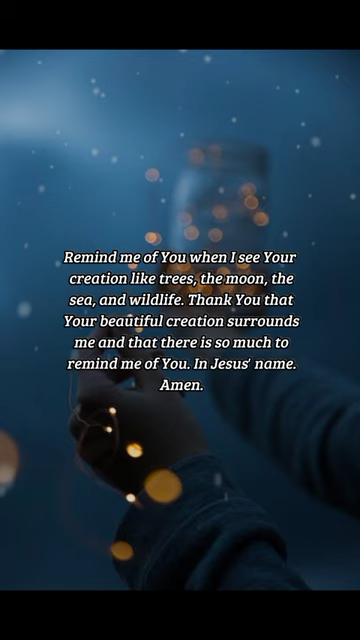 Remind me of You when I see Your
creation like trees, the moon, the
sea, and wildlife. Thank You that
Your beautiful creation surrounds
me and that there is so much to
remind me of You. In Jesus' name.
Amen.